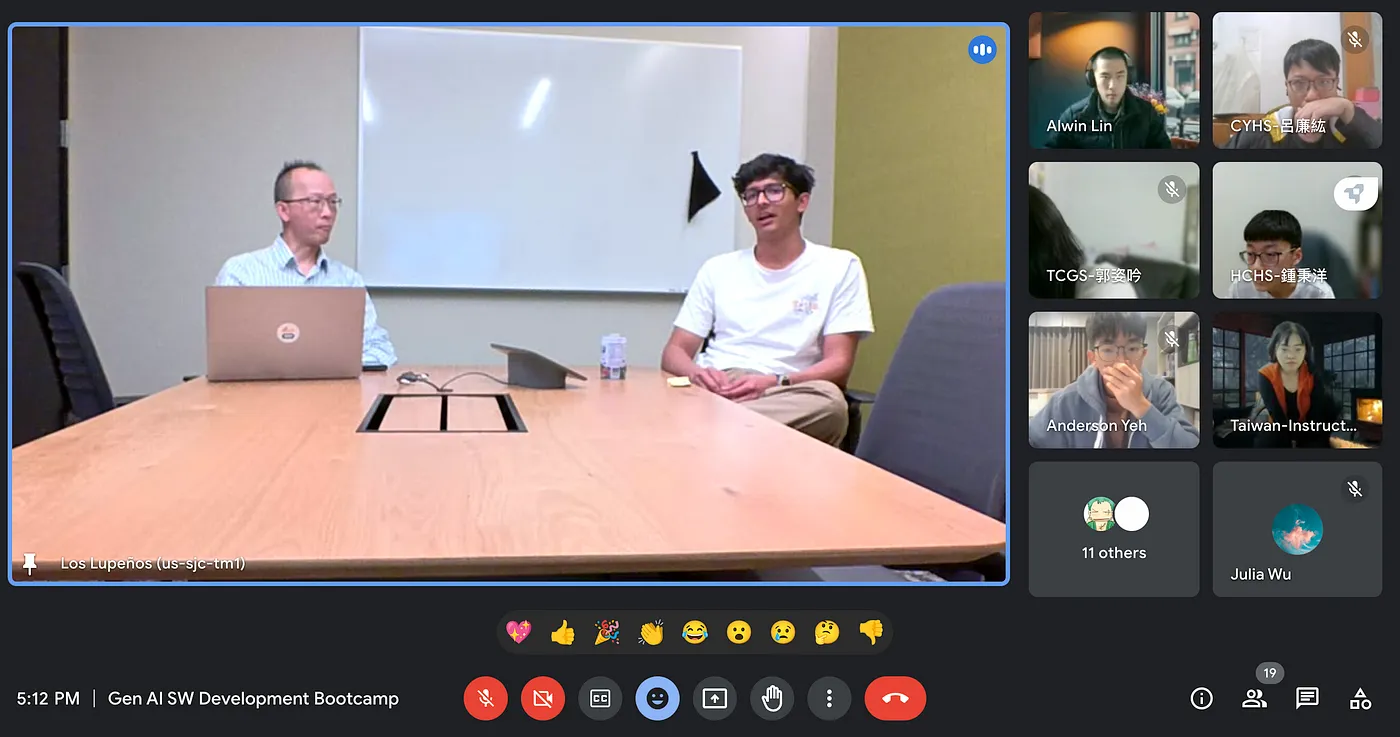 Los Lupeños (us-sjc-tm1)
Alwin Lin
CYHS-呂廉紘
TCGS-郭姿吟
HCHS-鍾秉洋
Anderson Yeh
Taiwan-Instruct...
11 others
Julia Wu
5:12 PM | Gen AI SW Development Bootcamp
CC
19